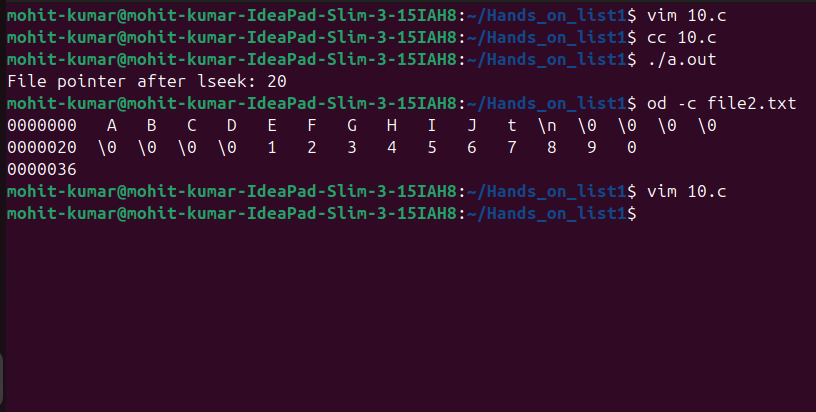 mohit-kumar@mohit-kumar-IdeaPad-Slim-3-15IAH8:~/Hands_on_list1$ vim 10.c
mohit-kumar@mohit-kumar-IdeaPad-Slim-3-15IAH8:~/Hands_on_list1$ cc 10.c
mohit-kumar@mohit-kumar-IdeaPad-Slim-3-15IAH8:~/Hands_on_list1$ ./a.out
File pointer after lseek: 20
mohit-kumar@mohit-kumar-IdeaPad-Slim-3-15IAH8:~/Hands_on_list1$ od -c file2.txt
0000000   A   B   C   D   E   F   G   H   I   J   t  \n  \0  \0  \0  \0
0000020  \0  \0  \0  \0   1   2   3   4   5   6   7   8   9   0
0000036
mohit-kumar@mohit-kumar-IdeaPad-Slim-3-15IAH8:~/Hands_on_list1$ vim 10.c
mohit-kumar@mohit-kumar-IdeaPad-Slim-3-15IAH8:~/Hands_on_list1$